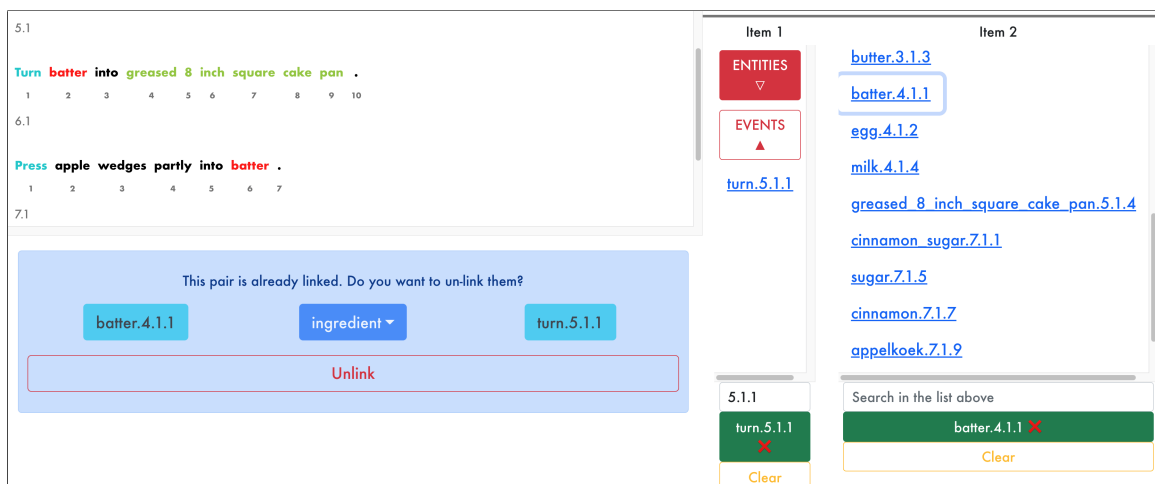 5.1
Turn batter into greased 8 inch square cake pan .
1 2 3 4 5 6 7 8 9 10
6.1
Press apple wedges partly into batter .
1 2 3 4 5 6 7
7.1
This pair is already linked. Do you want to un-link them?
batter.4.1.1 ingredient turn.5.1.1
Unlink
Item 1
ENTITIES
▽
EVENTS
▲
turn.5.1.1
5.1.1
turn.5.1.1
❌
Clear
Item 2
butter.3.1.3
batter.4.1.1
egg.4.1.2
milk.4.1.4
greased_8_inch_square_cake_pan.5.1.4
cinnamon_sugar.7.1.1
sugar.7.1.5
cinnamon.7.1.7
appelkoek.7.1.9
Search in the list above
batter.4.1.1 ❌
Clear